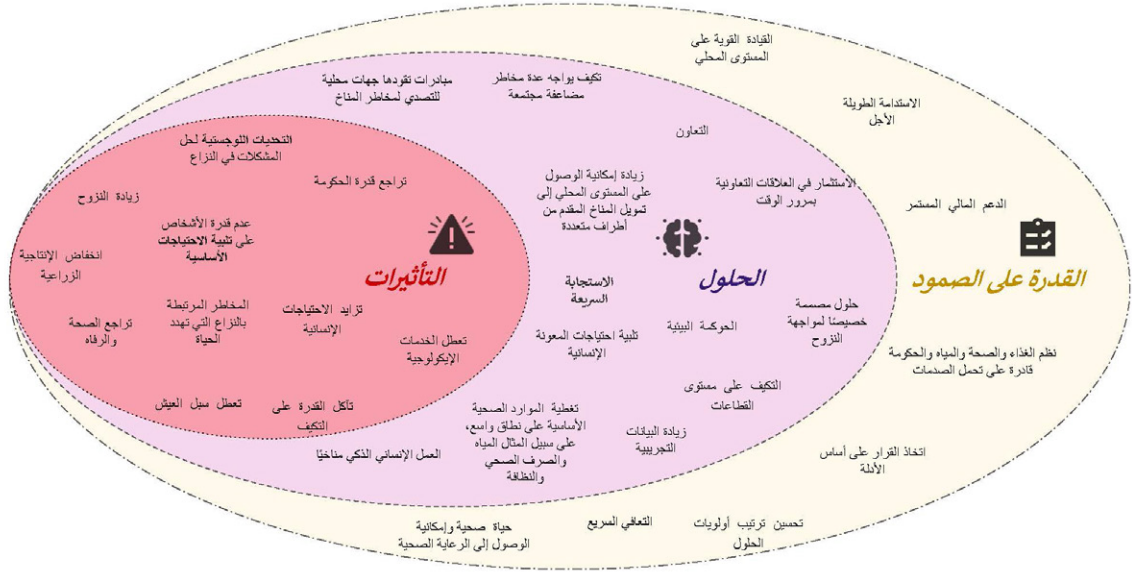 القيادة القوية على
المستوى المحلي
الاستدامة الطويلة
الأجل
الدعم المالي المستمر
القدرة على الصمود
نظم الغذاء والصحة والمياه والحكومة
قادرة على تحمل الصدمات
اتخاذ القرار على أساس
الأدلة
تحسين ترتيب أولويات
الحلول
التعافي السريع
حياة صحية وإمكانية
الوصول إلى الرعاية الصحية
تكيف يواجه عدة مخاطر
مضاعفة مجتمعة
مبادرات تقودها جهات محلية
للتصدي لمخاطر المناخ
التعاون
الاستثمار في العلاقات التعاونية
بمرور الوقت
زيادة إمكانية الوصول
على المستوى المحلي إلى
تمويل المناخ المقدم من
أطراف متعددة
الحلول
الاستجابة
السريعة
حلول مصممة
خصيصًا لمواجهة
النزوح
الحوكمة البيئية
تلبية احتياجات المعونة
الإنسانية
التكيف على مستوى
القطاعات
زيادة البيانات
التجريبية
تغطية الموارد الصحية
الأساسية على نطاق واسع،
على سبيل المثال المياه
والصرف الصحي
والنظافة
العمل الإنساني الذكي مناخيًا
التحديات اللوجستية لحل
المشكلات في النزاع
تراجع قدرة الحكومة
زيادة النزوح
عدم قدرة الأشخاص
على تلبية الاحتياجات
الأساسية
انخفاض الإنتاجية
الزراعية
التأثيرات
تزايد الاحتياجات
الإنسانية
المخاطر المرتبطة
بالنزاع التي تهدد
الحياة
تراجع الصحة
والرفاه
تعطل الخدمات
الإيكولوجية
تآكل القدرة على
التكيف
تعطل سبل العيش